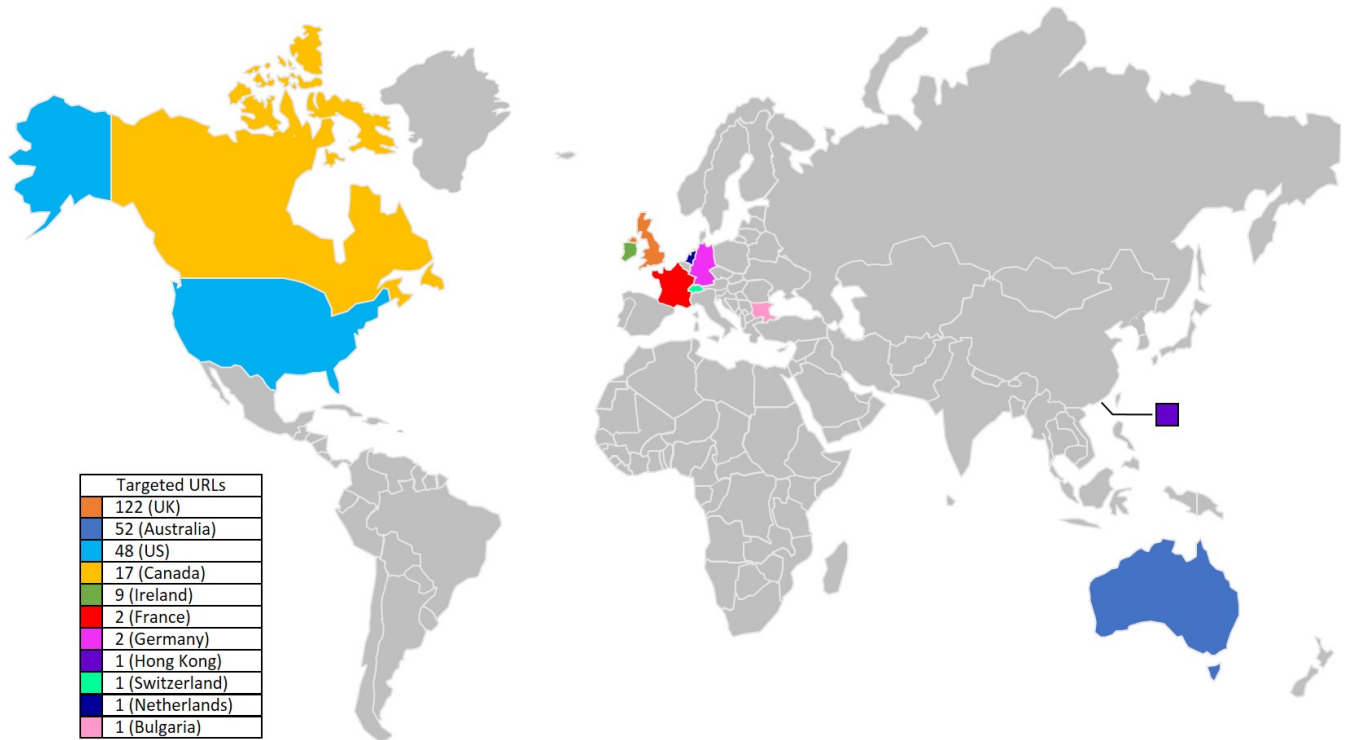 Targeted URLs
122 (UK)
52 (Australia)
48 (US)
17 (Canada)
9 (Ireland)
2 (France)
2 (Germany)
1 (Hong Kong)
1 (Switzerland)
1 (Netherlands)
1 (Bulgaria)